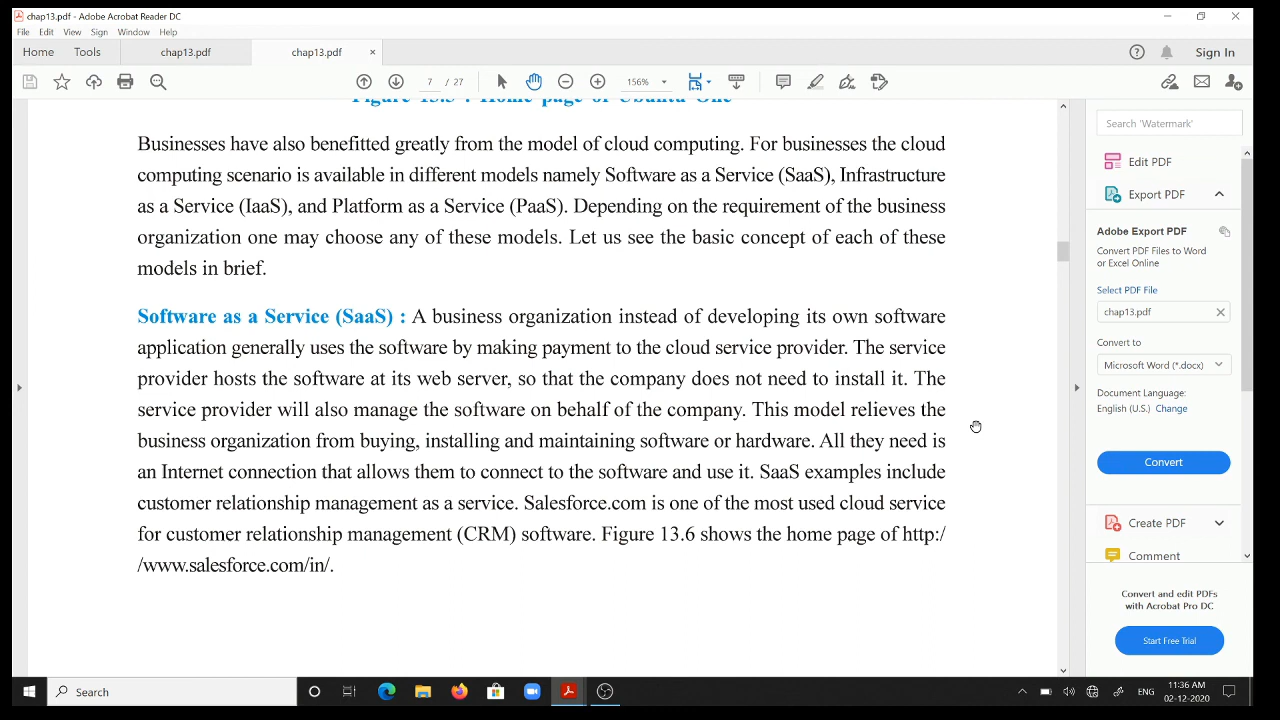 chap13.pdf - Adobe Acrobat Reader DC
File Edit View Sign Window Help
Home Tools chap13.pdf chap13.pdf × Sign In
7 / 27 156%
Figure 13.5 : Home page of Ubuntu One
Businesses have also benefitted greatly from the model of cloud computing. For businesses the cloud
computing scenario is available in different models namely Software as a Service (SaaS), Infrastructure
as a Service (IaaS), and Platform as a Service (PaaS). Depending on the requirement of the business
organization one may choose any of these models. Let us see the basic concept of each of these
models in brief.
Software as a Service (SaaS) : A business organization instead of developing its own software
application generally uses the software by making payment to the cloud service provider. The service
provider hosts the software at its web server, so that the company does not need to install it. The
service provider will also manage the software on behalf of the company. This model relieves the
business organization from buying, installing and maintaining software or hardware. All they need is
an Internet connection that allows them to connect to the software and use it. SaaS examples include
customer relationship management as a service. Salesforce.com is one of the most used cloud service
for customer relationship management (CRM) software. Figure 13.6 shows the home page of http:/
/www.salesforce.com/in/.
Search 'Watermark'
Edit PDF
Export PDF
Adobe Export PDF
Convert PDF Files to Word
or Excel Online
Select PDF File
chap13.pdf
Convert to
Microsoft Word (*.docx)
Document Language:
English (U.S.) Change
Convert
Create PDF
Comment
Convert and edit PDFs
with Acrobat Pro DC
Start Free Trial
Search
ENG
11:36 AM
02-12-2020